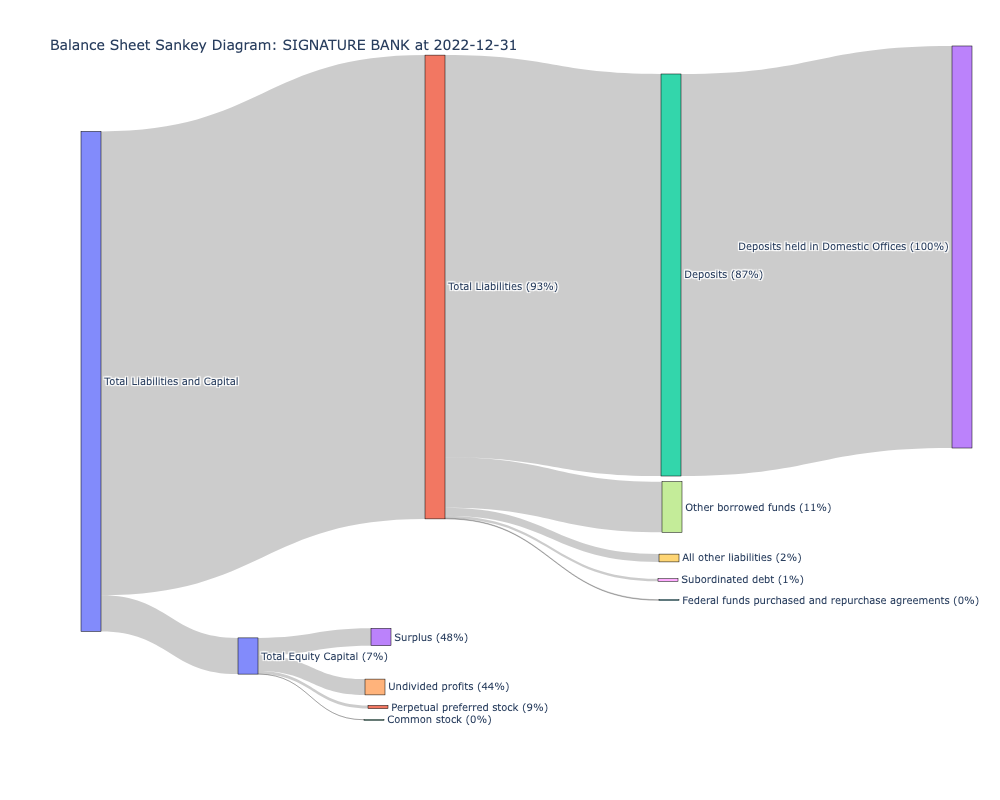 Balance Sheet Sankey Diagram: SIGNATURE BANK at 2022-12-31
Deposits held in Domestic Offices (100%)
Deposits (87%)
Total Liabilities (93%)
Total Liabilities and Capital
Other borrowed funds (11%)
All other liabilities (2%)
Subordinated debt (1%)
Federal funds purchased and repurchase agreements (0%)
Surplus (48%)
Total Equity Capital (7%)
Undivided profits (44%)
Perpetual preferred stock (9%)
Common stock (0%)